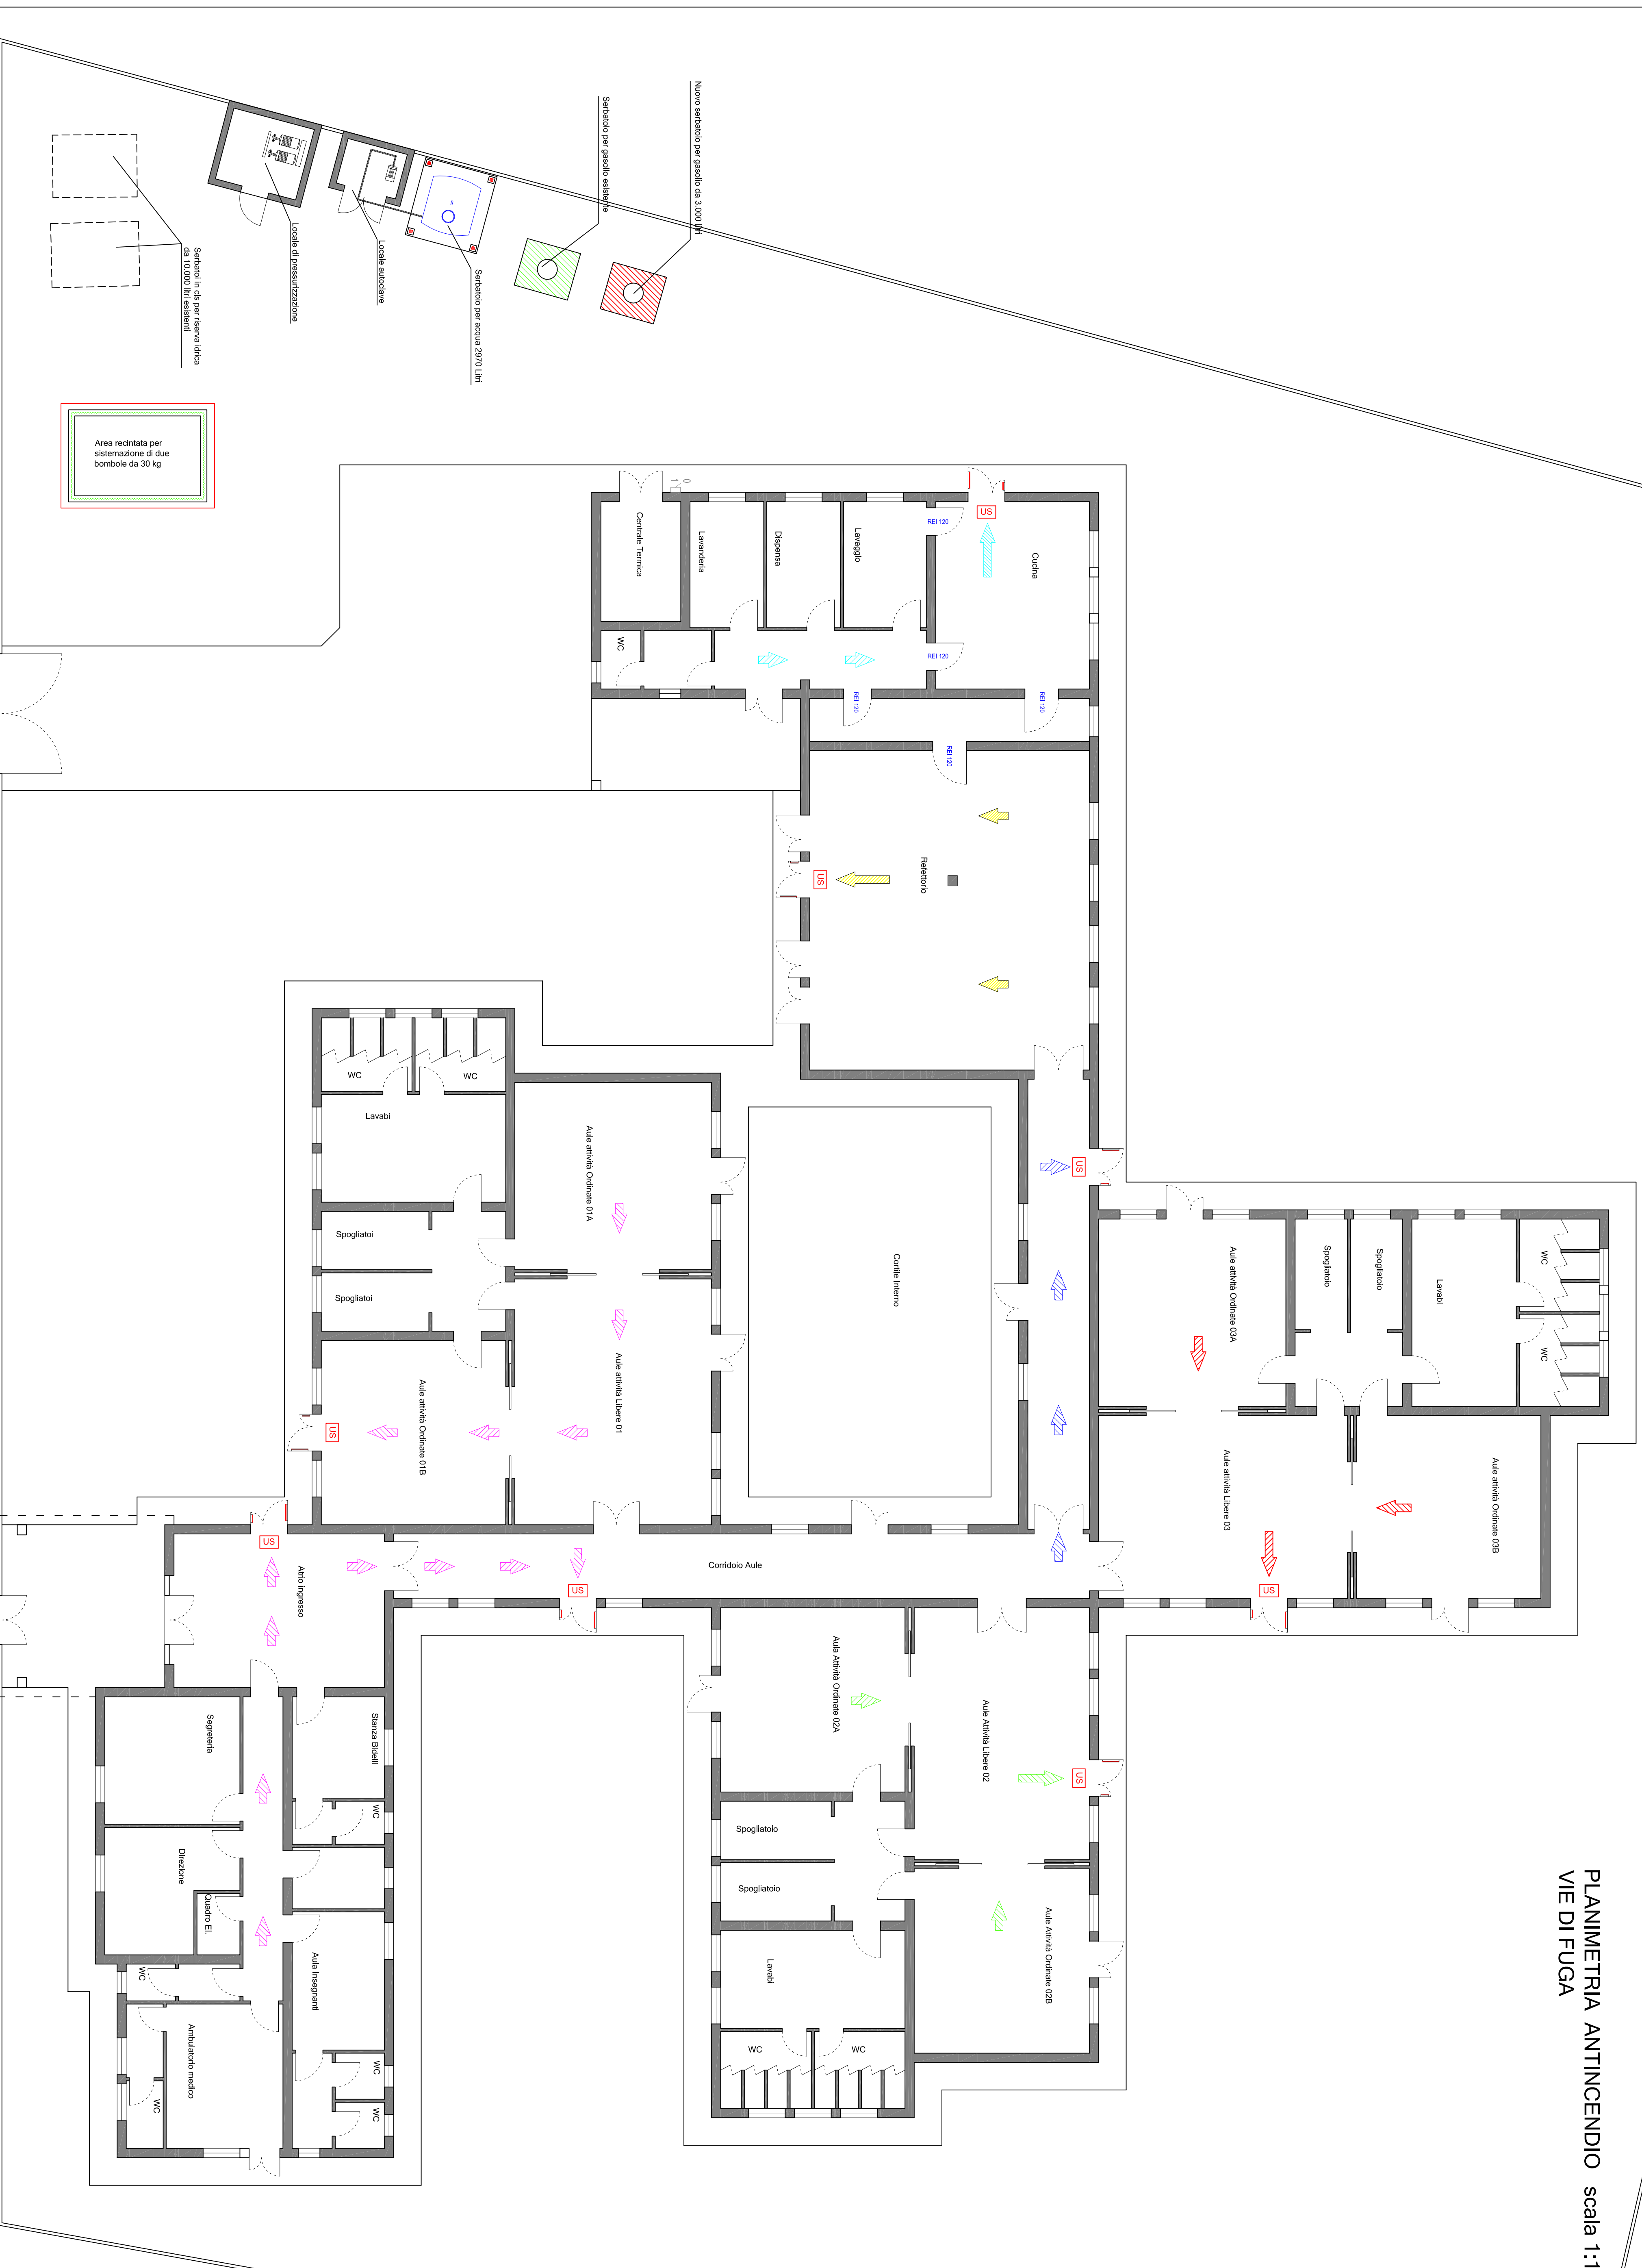 PLANIMETRIA ANTINCENDIO scala 1:1
VIE DI FUGA
Nuovo serbatoio per gasolio da 3.000 litri
Serbatoio per gasolio esistente
Serbatoio per acqua 2970 Litri
Locale autoclave
Locale di pressurizzazione
Serbatoi in cls per riserva idrica
da 10.000 litri esistenti
Area recintata per
sistemazione di due
bombole da 30 kg
Centrale Termica
Lavanderia
Dispensa
Lavaggio
Cucina
US
REI 120
REI 120
REI 120
REI 120
REI 120
WC
Refettorio
US
US
WC
WC
Lavabi
Spogliatoi
Spogliatoi
Aule attività Ordinate 01A
Aule attività Libere 01
Aule attività Ordinate 01B
US
Cortile Interno
Aule attività Ordinate 03A
Spogliatoio
Spogliatoio
Lavabi
WC
WC
Aule attività Libere 03
Aule attività Ordinate 03B
US
US
Atrio ingresso
Corridoio Aule
US
Aula Attività Ordinate 02A
Aule Attività Libere 02
US
Aule Attività Ordinate 02B
Spogliatoio
Spogliatoio
Lavabi
WC
WC
Segreteria
Stanza Bidelli
WC
Direzione
Quadro El.
Aula Insegnanti
WC
Ambulatorio medico
WC
WC
WC